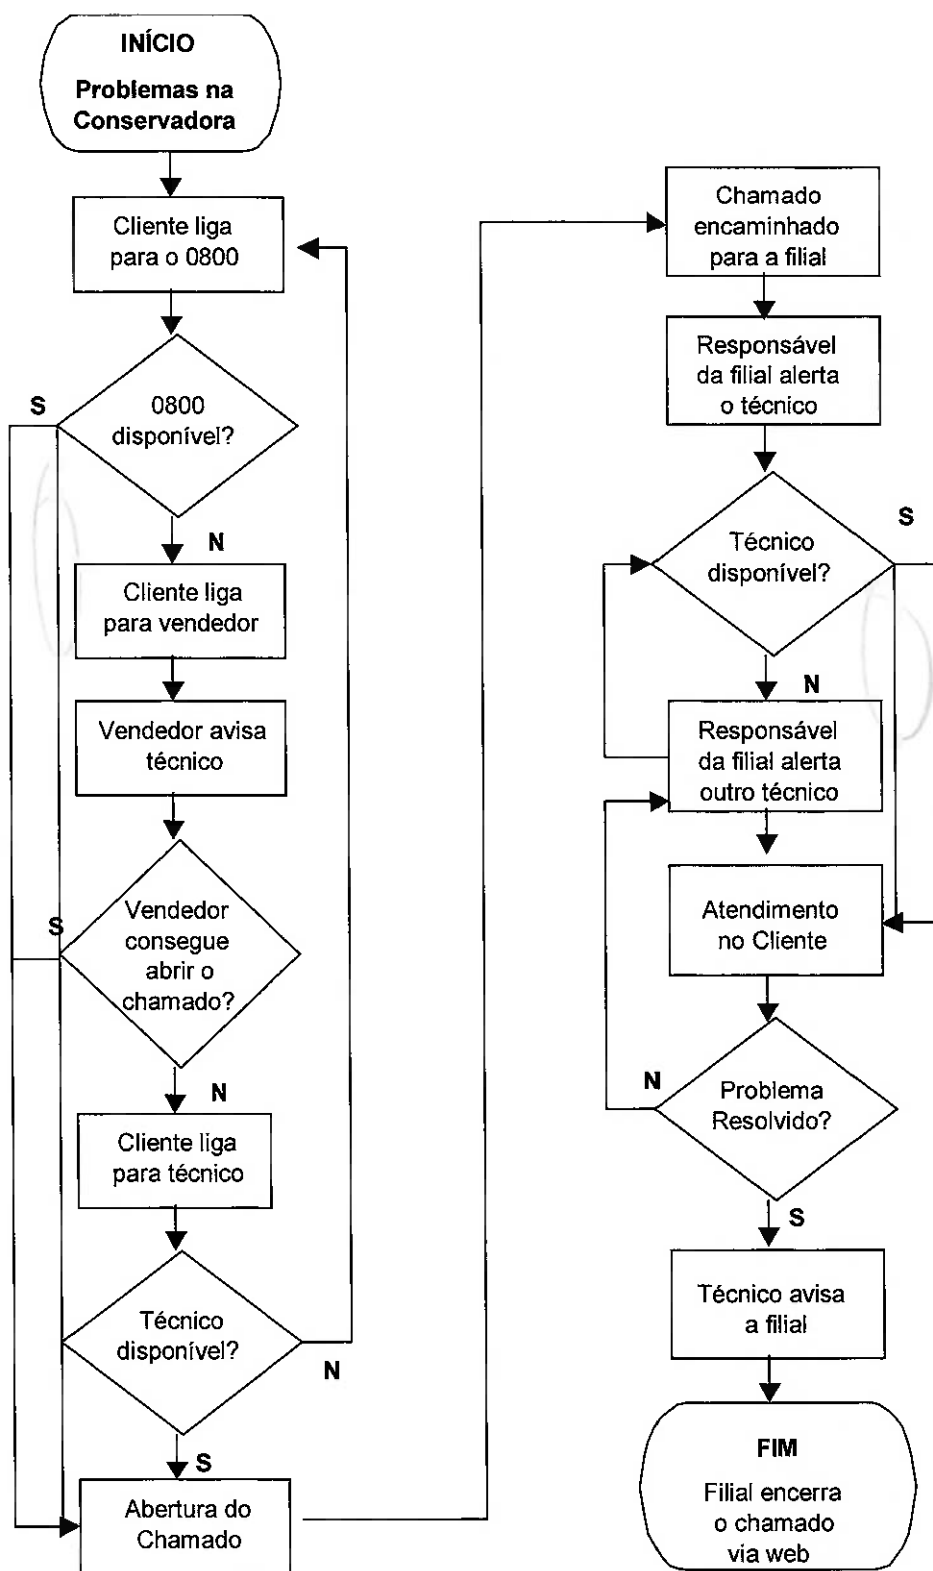 INÍCIO
Problemas na
Conservadora
Cliente liga
para o 0800
S
0800
disponível?
N
Cliente liga
para vendedor
Vendedor avisa
técnico
S
Vendedor
consegue
abrir o
chamado?
N
Cliente liga
para técnico
Técnico
disponível?
N
S
Abertura do
Chamado
Chamado
encaminhado
para a filial
Responsável
da filial alerta
o técnico
S
Técnico
disponível?
N
Responsável
da filial alerta
outro técnico
Atendimento
no Cliente
N
Problema
Resolvido?
S
Técnico avisa
a filial
FIM
Filial encerra
o chamado
via web